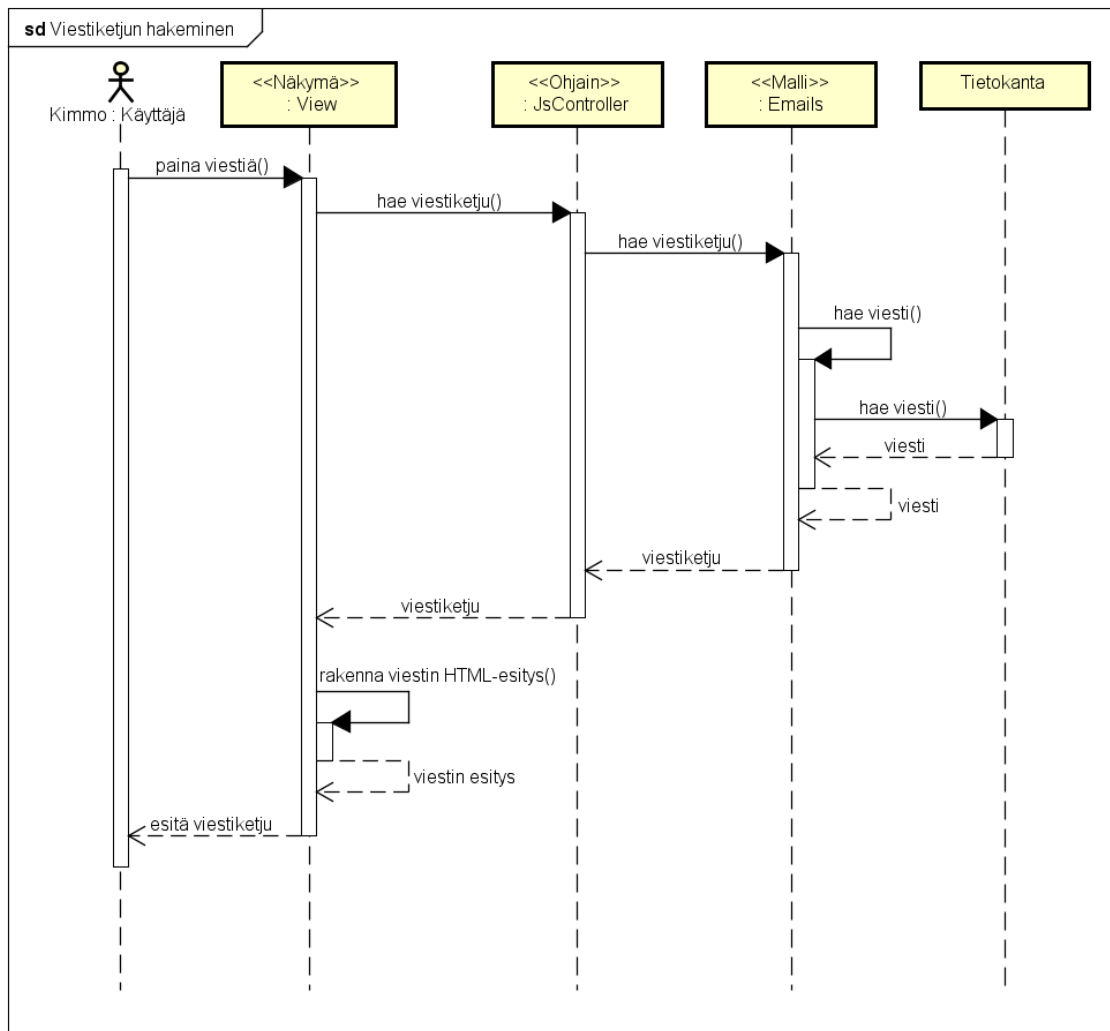 sd Viestiketjun hakeminen
Kimmo : Käyttäjä
<<Näkymä>>
: View
<<Ohjain>>
: JsController
<<Malli>>
: Emails
Tietokanta
paina viestiä()
hae viestiketju()
hae viestiketju()
hae viesti()
hae viesti()
viesti
viesti
viestiketju
viestiketju
rakenna viestin HTML-esitys()
viestin esitys
esitä viestiketju